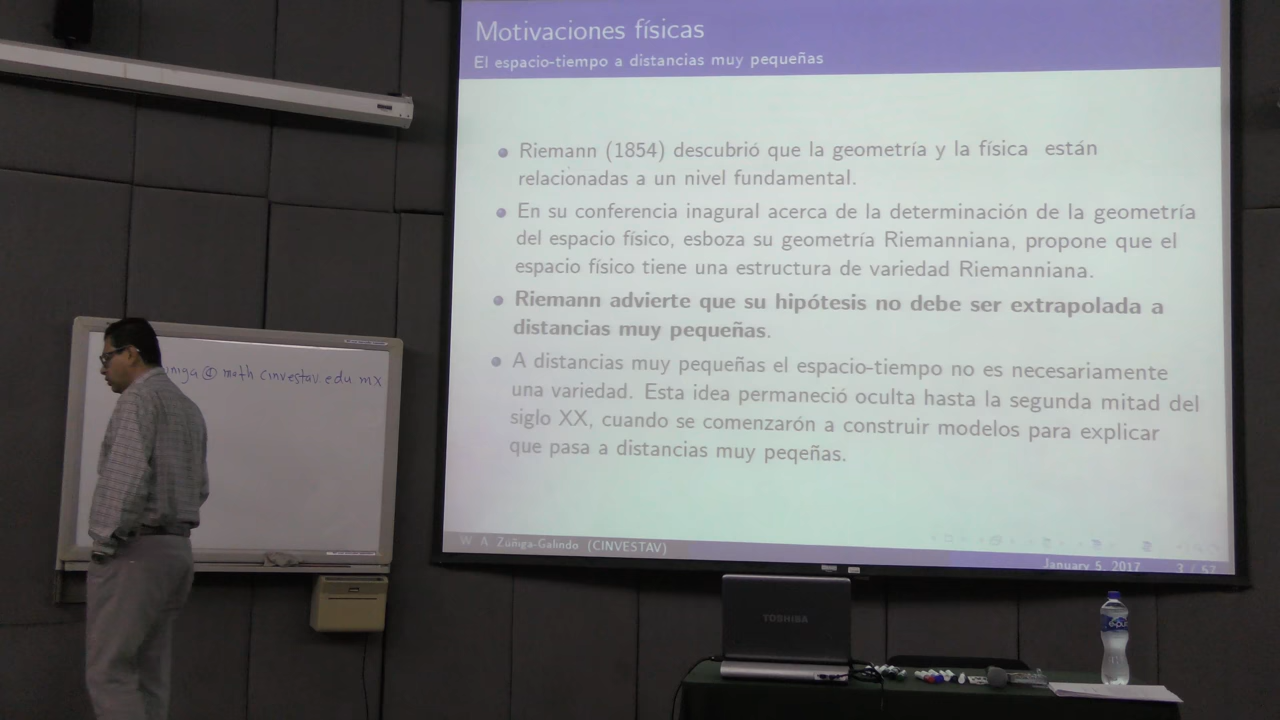 Motivaciones físicas
El espacio-tiempo a distancias muy pequeñas
Riemann (1854) descubrió que la geometría y la física están
relacionadas a un nivel fundamental.
En su conferencia inagural acerca de la determinación de la geometría
del espacio físico, esboza su geometría Riemanniana, propone que el
espacio físico tiene una estructura de variedad Riemanniana.
Riemann advierte que su hipótesis no debe ser extrapolada a
distancias muy pequeñas.
A distancias muy pequeñas el espacio-tiempo no es necesariamente
una variedad. Esta idea permaneció oculta hasta la segunda mitad del
siglo XX, cuando se comenzarón a construir modelos para explicar
que pasa a distancias muy peqeñas.
W. A. Zúñiga-Galindo (CINVESTAV)
January 5, 2017 3 / 52
@ math cinvestav edu mx
TOSHIBA
epura